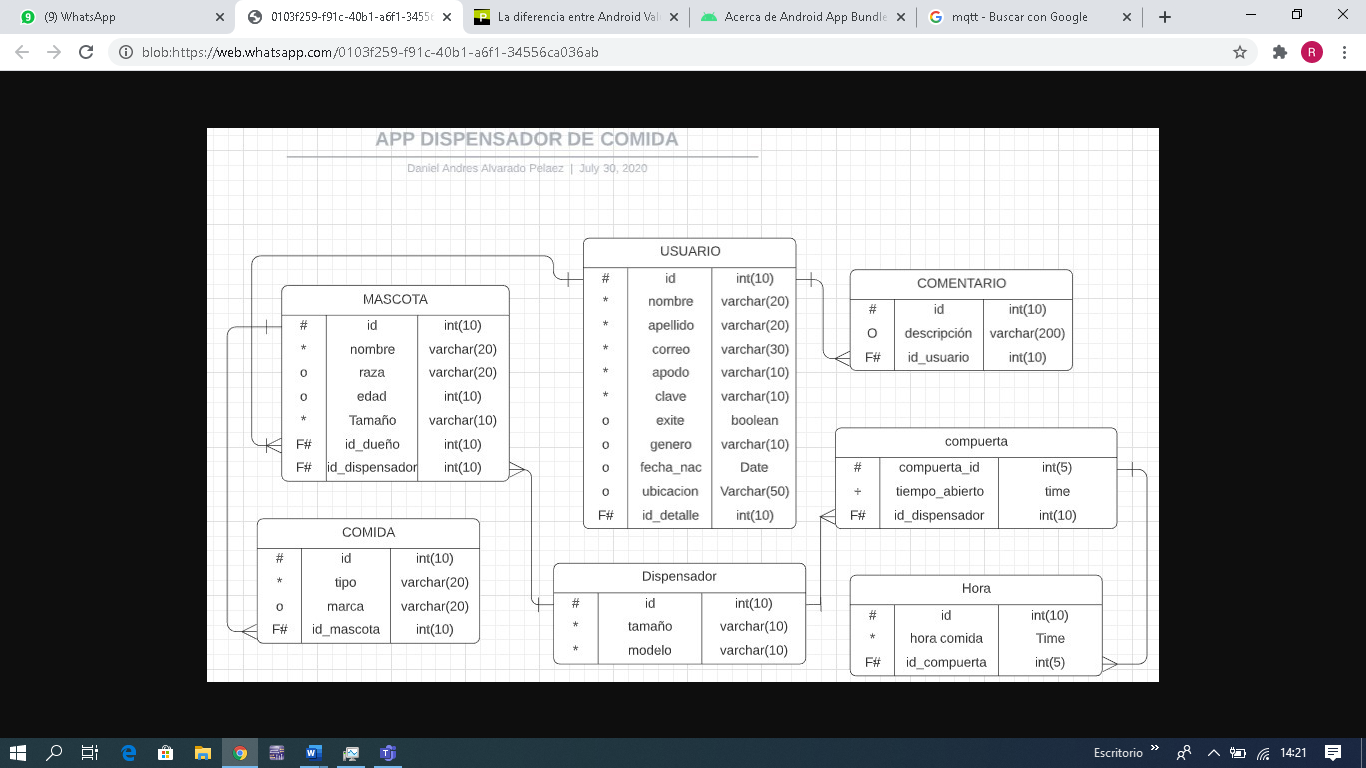 (9) WhatsApp
0103f259-f91c-40b1-a6f1-34556
La diferencia entre Android Val
Acerca de Android App Bundle
mqtt - Buscar con Google
blob:https://web.whatsapp.com/0103f259-f91c-40b1-a6f1-34556ca036ab
R
APP DISPENSADOR DE COMIDA
Daniel Andres Alvarado Pelaez | July 30, 2020
MASCOTA
# id int(10)
* nombre varchar(20)
o raza varchar(20)
o edad int(10)
* Tamaño varchar(10)
F# id_dueño int(10)
F# id_dispensador int(10)
COMIDA
# id int(10)
* tipo varchar(20)
o marca varchar(20)
F# id_mascota int(10)
USUARIO
# id int(10)
* nombre varchar(20)
* apellido varchar(20)
* correo varchar(30)
* apodo varchar(10)
* clave varchar(10)
o exite boolean
o genero varchar(10)
o fecha_nac Date
o ubicacion Varchar(50)
F# id_detalle int(10)
Dispensador
# id int(10)
* tamaño varchar(10)
* modelo varchar(10)
COMENTARIO
# id int(10)
O descripción varchar(200)
F# id_usuario int(10)
compuerta
# compuerta_id int(5)
+ tiempo_abierto time
F# id_dispensador int(10)
Hora
# id int(10)
* hora comida Time
F# id_compuerta int(5)
Escritorio
14:21